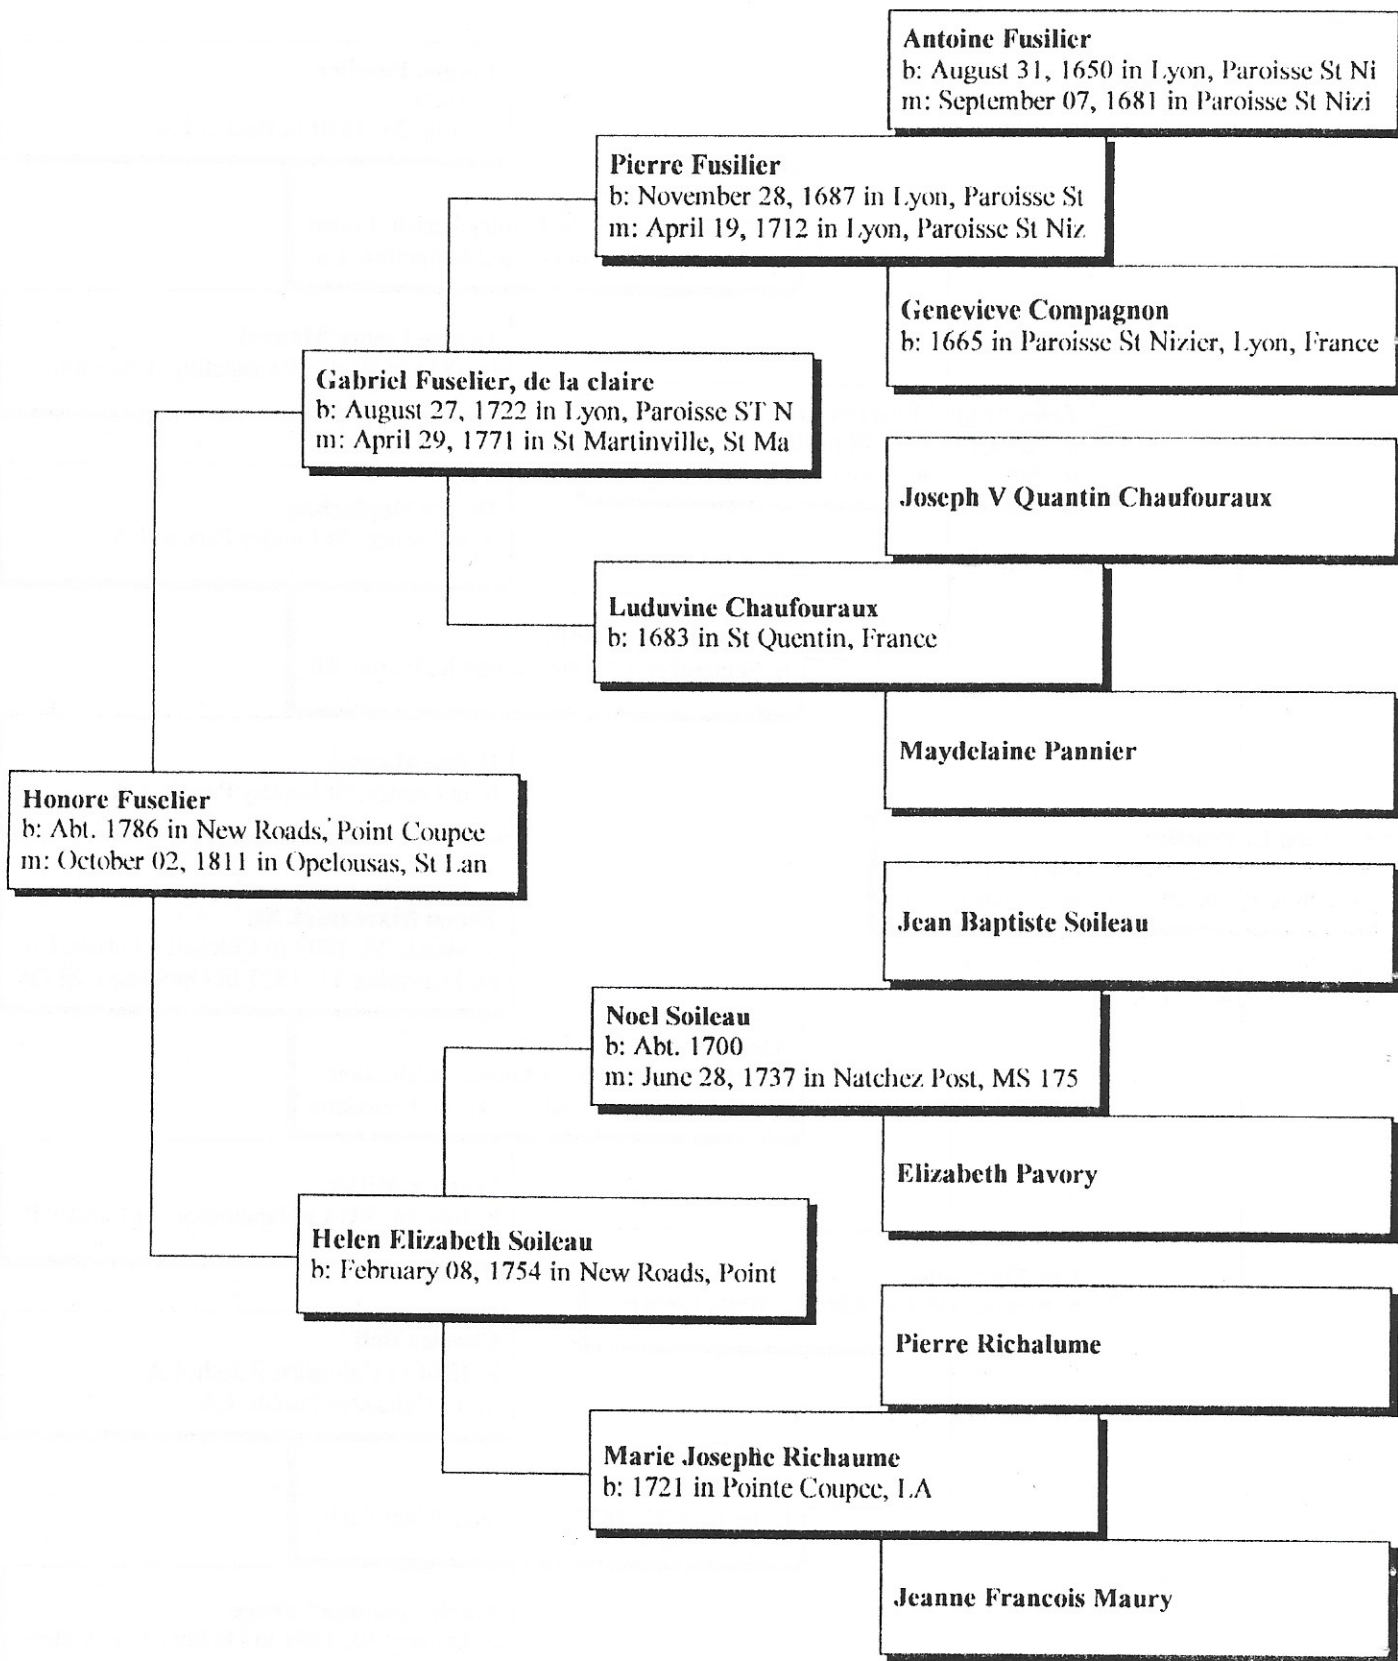 Antoine Fusilier
b: August 31, 1650 in Lyon, Paroisse St Ni
m: September 07, 1681 in Paroisse St Nizi
Pierre Fusilier
b: November 28, 1687 in Lyon, Paroisse St
m: April 19, 1712 in Lyon, Paroisse St Niz
Genevieve Compagnon
b: 1665 in Paroisse St Nizier, Lyon, France
Gabriel Fuselier, de la claire
b: August 27, 1722 in Lyon, Paroisse ST N
m: April 29, 1771 in St Martinville, St Ma
Joseph V Quantin Chaufouraux
Luduvine Chaufouraux
b: 1683 in St Quentin, France
Maydelaine Pannier
Honore Fuselier
b: Abt. 1786 in New Roads, Point Coupee
m: October 02, 1811 in Opelousas, St Lan
Jean Baptiste Soileau
Noel Soileau
b: Abt. 1700
m: June 28, 1737 in Natchez Post, MS 175
Elizabeth Pavory
Helen Elizabeth Soileau
b: February 08, 1754 in New Roads, Point
Pierre Richalume
Marie Josephe Richaume
b: 1721 in Pointe Coupee, LA
Jeanne Francois Maury